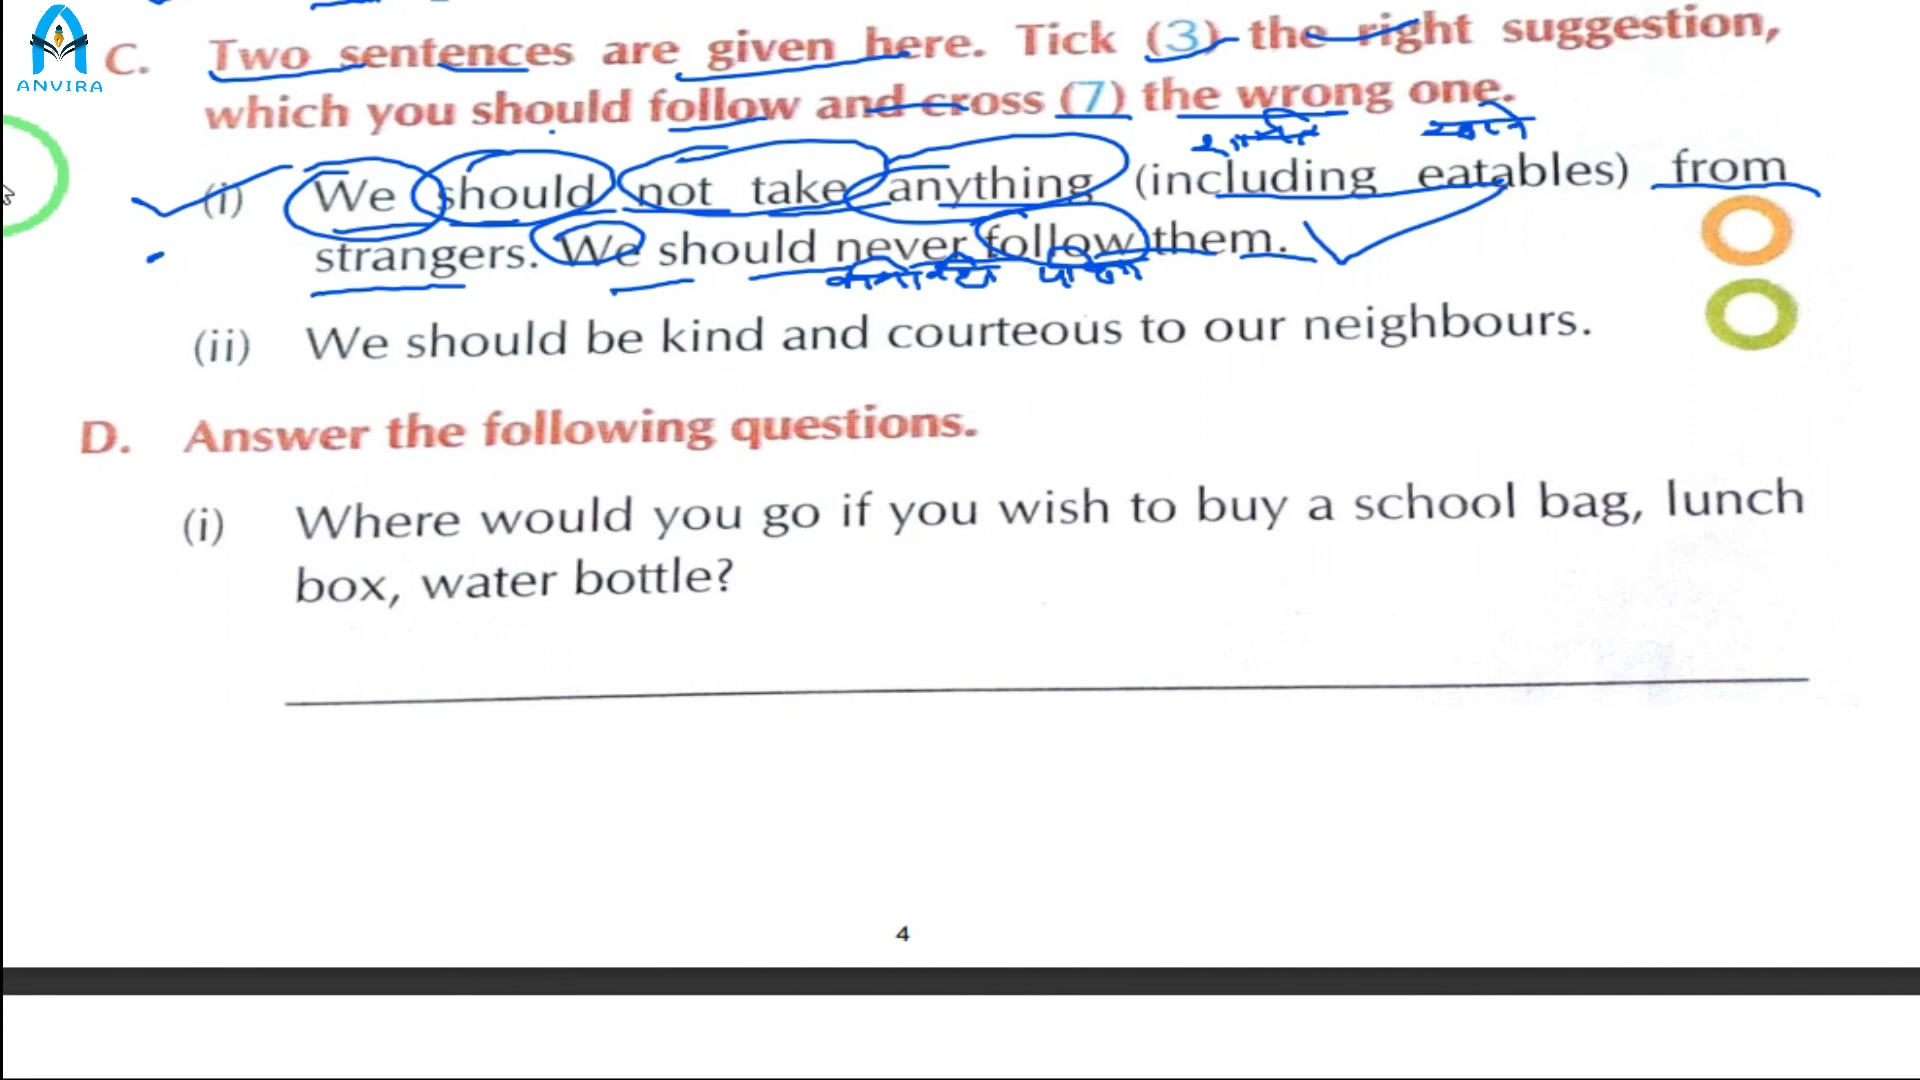 ANVIRA
C. Two sentences are given here. Tick (3) the right suggestion,
which you should follow and cross (7) the wrong one.
(i) We should not take anything (including eatables) from
strangers. We should never follow them.
(ii) We should be kind and courteous to our neighbours.
D. Answer the following questions.
(i) Where would you go if you wish to buy a school bag, lunch
box, water bottle?
4